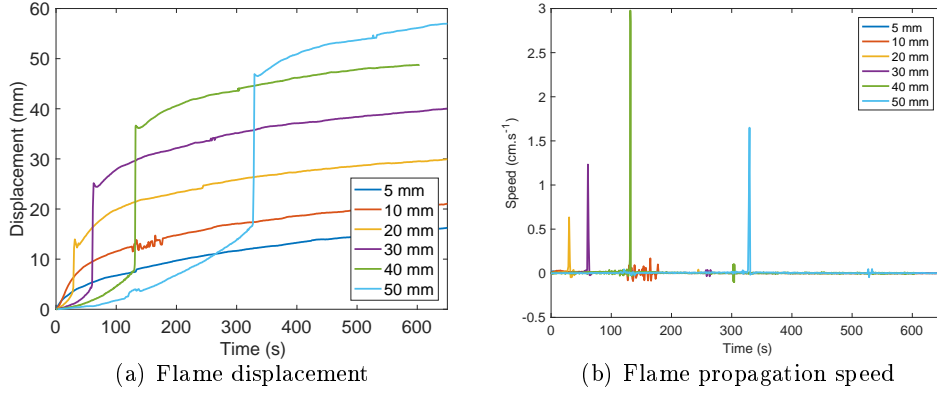 60
50
40
30
20
10
0
Displacement (mm)
0 100 200 300 400 500 600
Time (s)
5 mm
10 mm
20 mm
30 mm
40 mm
50 mm
(a) Flame displacement
3
2.5
2
1.5
1
0.5
0
-0.5
Speed (cm.s-1)
0 100 200 300 400 500 600
Time (s)
5 mm
10 mm
20 mm
30 mm
40 mm
50 mm
(b) Flame propagation speed